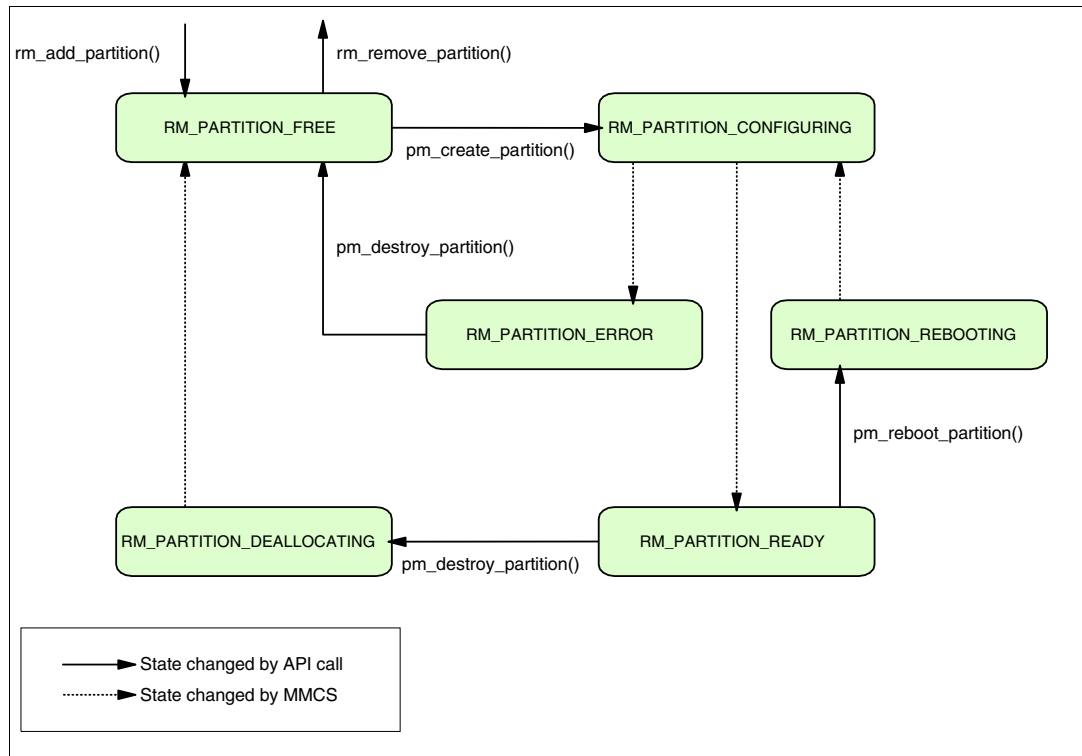 rm_add_partition()
rm_remove_partition()
RM_PARTITION_FREE
RM_PARTITION_CONFIGURING
pm_create_partition()
pm_destroy_partition()
RM_PARTITION_ERROR
RM_PARTITION_REBOOTING
pm_reboot_partition()
RM_PARTITION_DEALLOCATING
RM_PARTITION_READY
pm_destroy_partition()
State changed by API call
State changed by MMCS